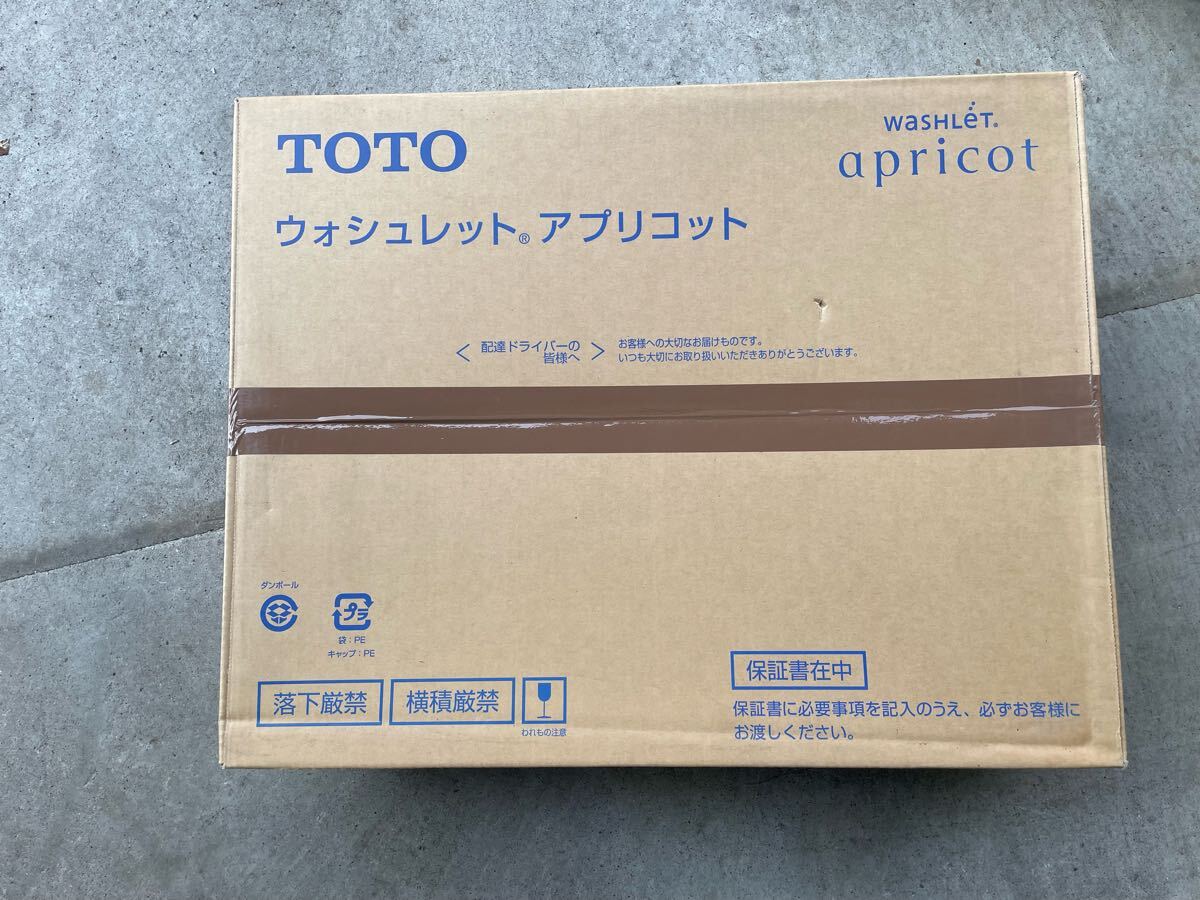 TOTO
WASHLET®
apricot
ウォシュレット® アプリコット
< 配達ドライバーの
皆様へ >
お客様への大切なお届けものです。
いつも大切にお取り扱いいただきありがとうございます。
ダンボール
プラ
袋:PE
キャップ:PE
落下厳禁
横積厳禁
われもの注意
保証書在中
保証書に必要事項を記入のうえ、必ずお客様に
お渡しください。